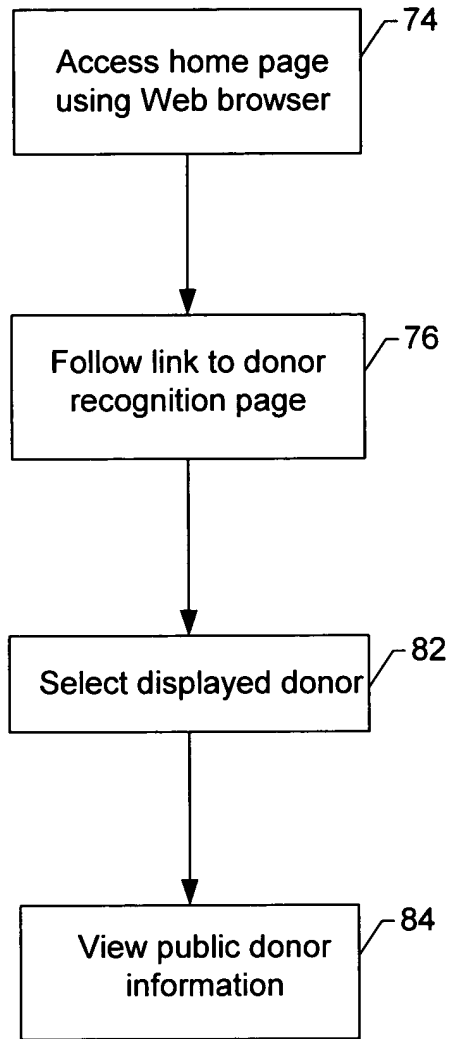 74
Access home page
using Web browser
76
Follow link to donor
recognition page
82
Select displayed donor
84
View public donor
information